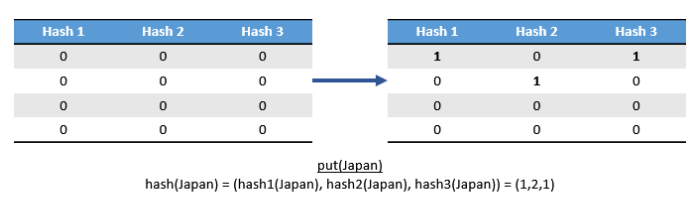 Hash 1 Hash 2 Hash 3 Hash 1 Hash 2 Hash 3
0 0 0 1 0 1
0 0 0 0 1 0
0 0 0 0 0 0
0 0 0 0 0 0
put(Japan)
hash(Japan) = (hash1(Japan), hash2(Japan), hash3(Japan)) = (1,2,1)